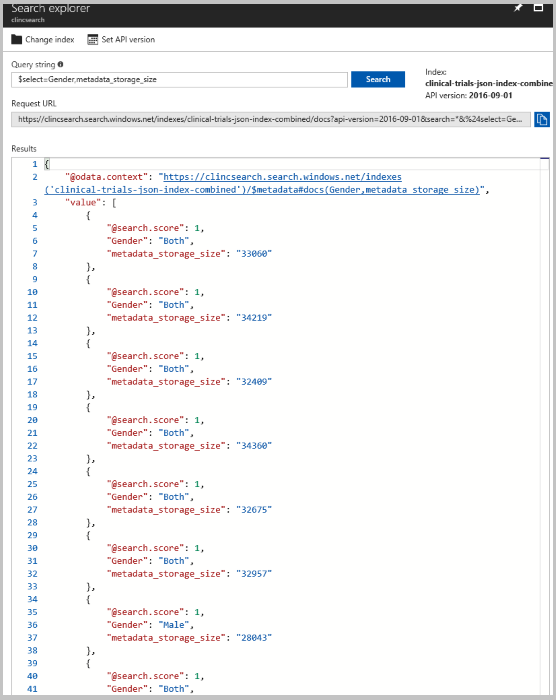 Search explorer
clincsearch
Change index
Set API version
Query string
$select=Gender,metadata_storage_size
Search
Index:
clinical-trials-json-index-combine
API version: 2016-09-01
Request URL
https://clincsearch.search.windows.net/indexes/clinical-trials-json-index-combined/docs?api-version=2016-09-01&search=*&%24select=Ge...
Results
1 {
2 "@odata.context": "https://clincsearch.search.windows.net/indexes
('clinical-trials-json-index-combined')/$metadata#docs(Gender,metadata_storage_size)",
3 "value": [
4 {
5 "@search.score": 1,
6 "Gender": "Both",
7 "metadata_storage_size": "33060"
8 },
9 {
10 "@search.score": 1,
11 "Gender": "Both",
12 "metadata_storage_size": "34219"
13 },
14 {
15 "@search.score": 1,
16 "Gender": "Both",
17 "metadata_storage_size": "32409"
18 },
19 {
20 "@search.score": 1,
21 "Gender": "Both",
22 "metadata_storage_size": "34360"
23 },
24 {
25 "@search.score": 1,
26 "Gender": "Both",
27 "metadata_storage_size": "32675"
28 },
29 {
30 "@search.score": 1,
31 "Gender": "Both",
32 "metadata_storage_size": "32957"
33 },
34 {
35 "@search.score": 1,
36 "Gender": "Male",
37 "metadata_storage_size": "28043"
38 },
39 {
40 "@search.score": 1,
41 "Gender": "Both",